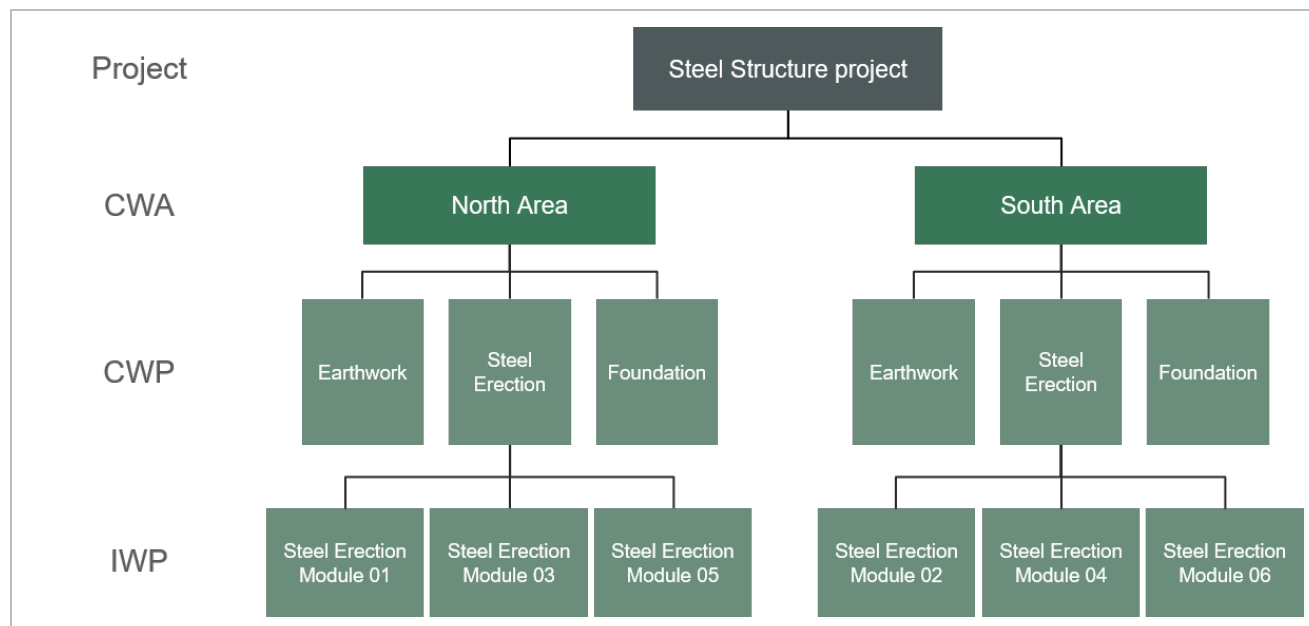 Project
Steel Structure project
CWA
North Area
South Area
CWP
Earthwork
Steel
Erection
Foundation
Earthwork
Steel
Erection
Foundation
IWP
Steel Erection
Module 01
Steel Erection
Module 03
Steel Erection
Module 05
Steel Erection
Module 02
Steel Erection
Module 04
Steel Erection
Module 06